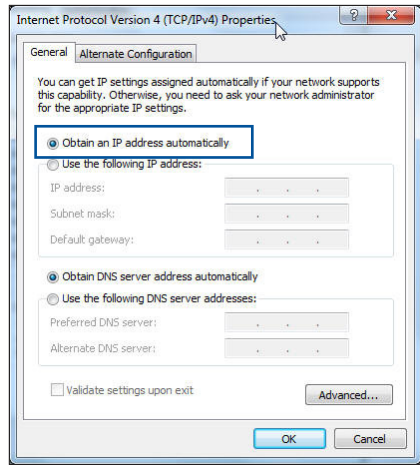 Internet Protocol Version 4 (TCP/IPv4) Properties
General
Alternate Configuration
You can get IP settings assigned automatically if your network supports
this capability. Otherwise, you need to ask your network administrator
for the appropriate IP settings.
Obtain an IP address automatically
Use the following IP address:
IP address:
Subnet mask:
Default gateway:
Obtain DNS server address automatically
Use the following DNS server addresses:
Preferred DNS server:
Alternate DNS server:
Validate settings upon exit
Advanced...
OK
Cancel